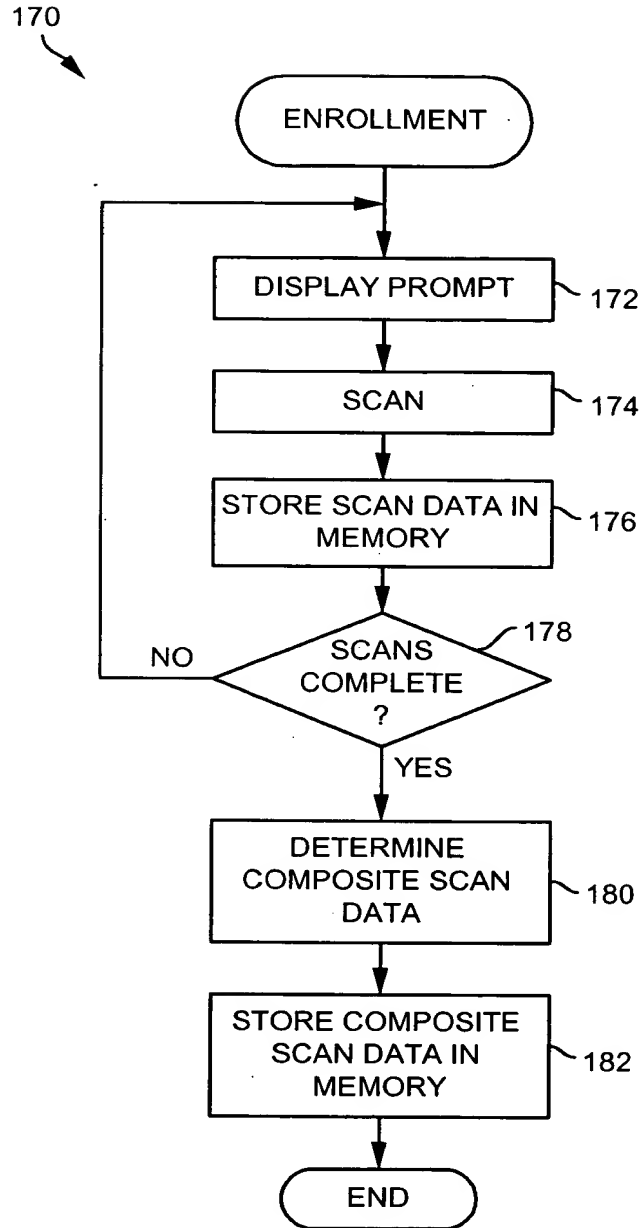 170
ENROLLMENT
DISPLAY PROMPT
172
SCAN
174
STORE SCAN DATA IN
MEMORY
176
178
NO
SCANS
COMPLETE
?
YES
DETERMINE
COMPOSITE SCAN
DATA
180
STORE COMPOSITE
SCAN DATA IN
MEMORY
182
END